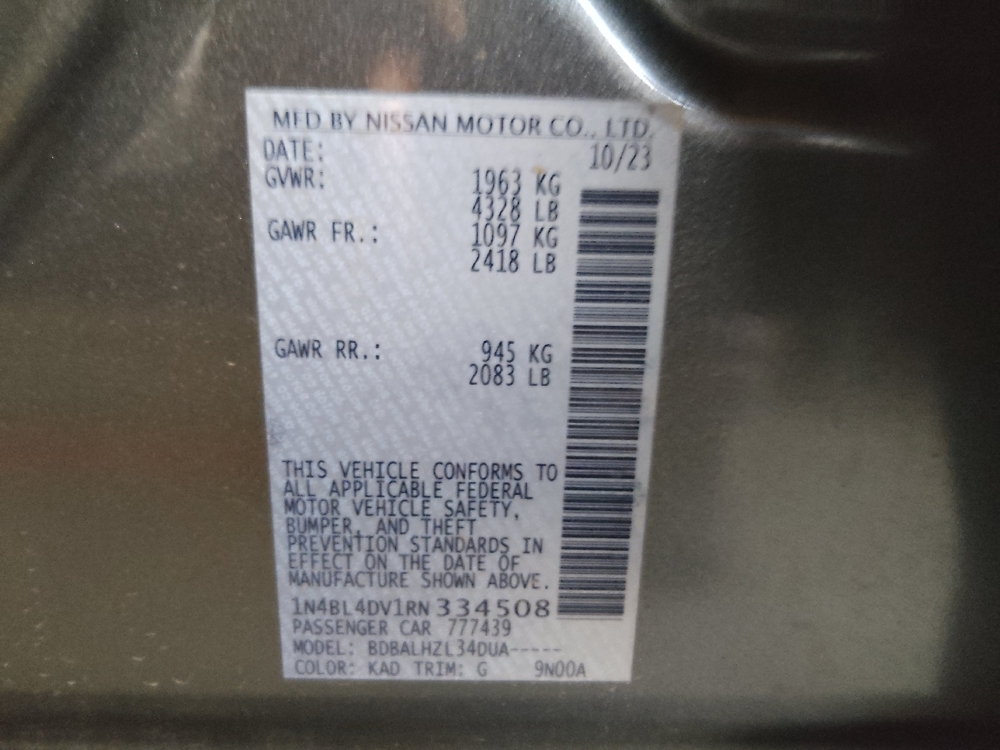 MFD BY NISSAN MOTOR CO., LTD.
DATE: 10/23
GVWR: 1963 KG
4328 LB
GAWR FR.: 1097 KG
2418 LB
GAWR RR.: 945 KG
2083 LB
THIS VEHICLE CONFORMS TO
ALL APPLICABLE FEDERAL
MOTOR VEHICLE SAFETY,
BUMPER, AND THEFT
PREVENTION STANDARDS IN
EFFECT ON THE DATE OF
MANUFACTURE SHOWN ABOVE.
1N4BL4DV1RN334508
PASSENGER CAR 777439
MODEL: BDBALHZL34DUA-----
COLOR: KAD TRIM: G 9N00A